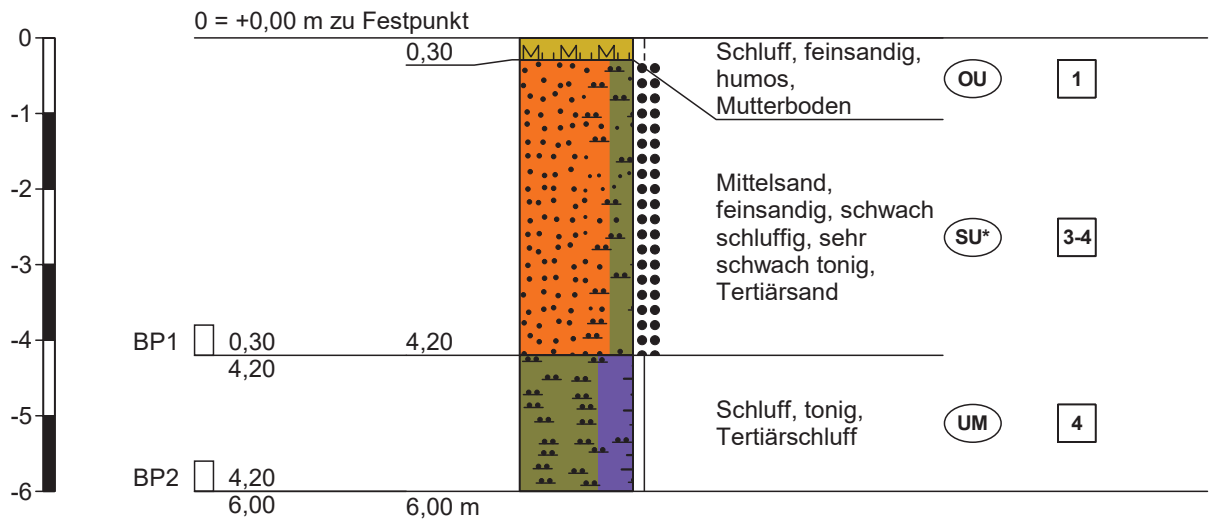 0 = +0,00 m zu Festpunkt
0
0,30
Schluff, feinsandig,
humos,
Mutterboden
OU
1
-1
-2
Mittelsand,
feinsandig, schwach
schluffig, sehr
schwach tonig,
Tertiärsand
SU*
3-4
-3
-4
BP1
0,30
4,20
4,20
-5
Schluff, tonig,
Tertiärschluff
UM
4
BP2
4,20
-6
6,00
6,00 m